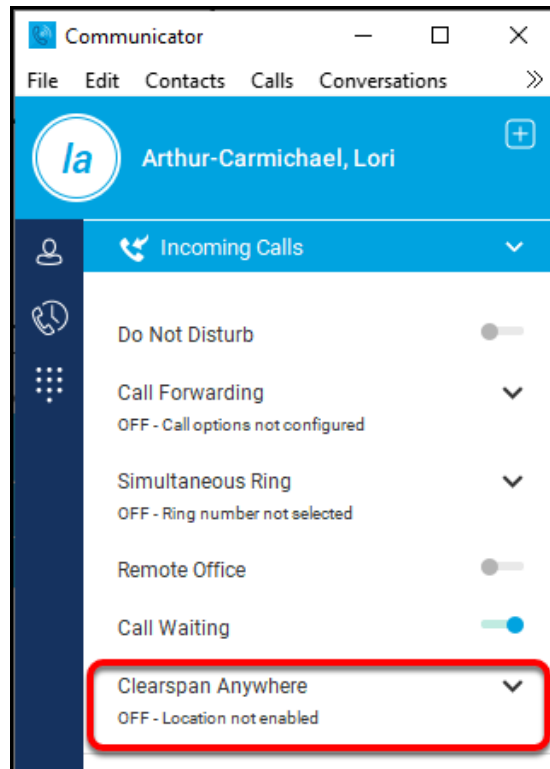 Communicator
File Edit Contacts Calls Conversations
la Arthur-Carmichael, Lori
Incoming Calls
Do Not Disturb
Call Forwarding
OFF - Call options not configured
Simultaneous Ring
OFF - Ring number not selected
Remote Office
Call Waiting
Clearspan Anywhere
OFF - Location not enabled